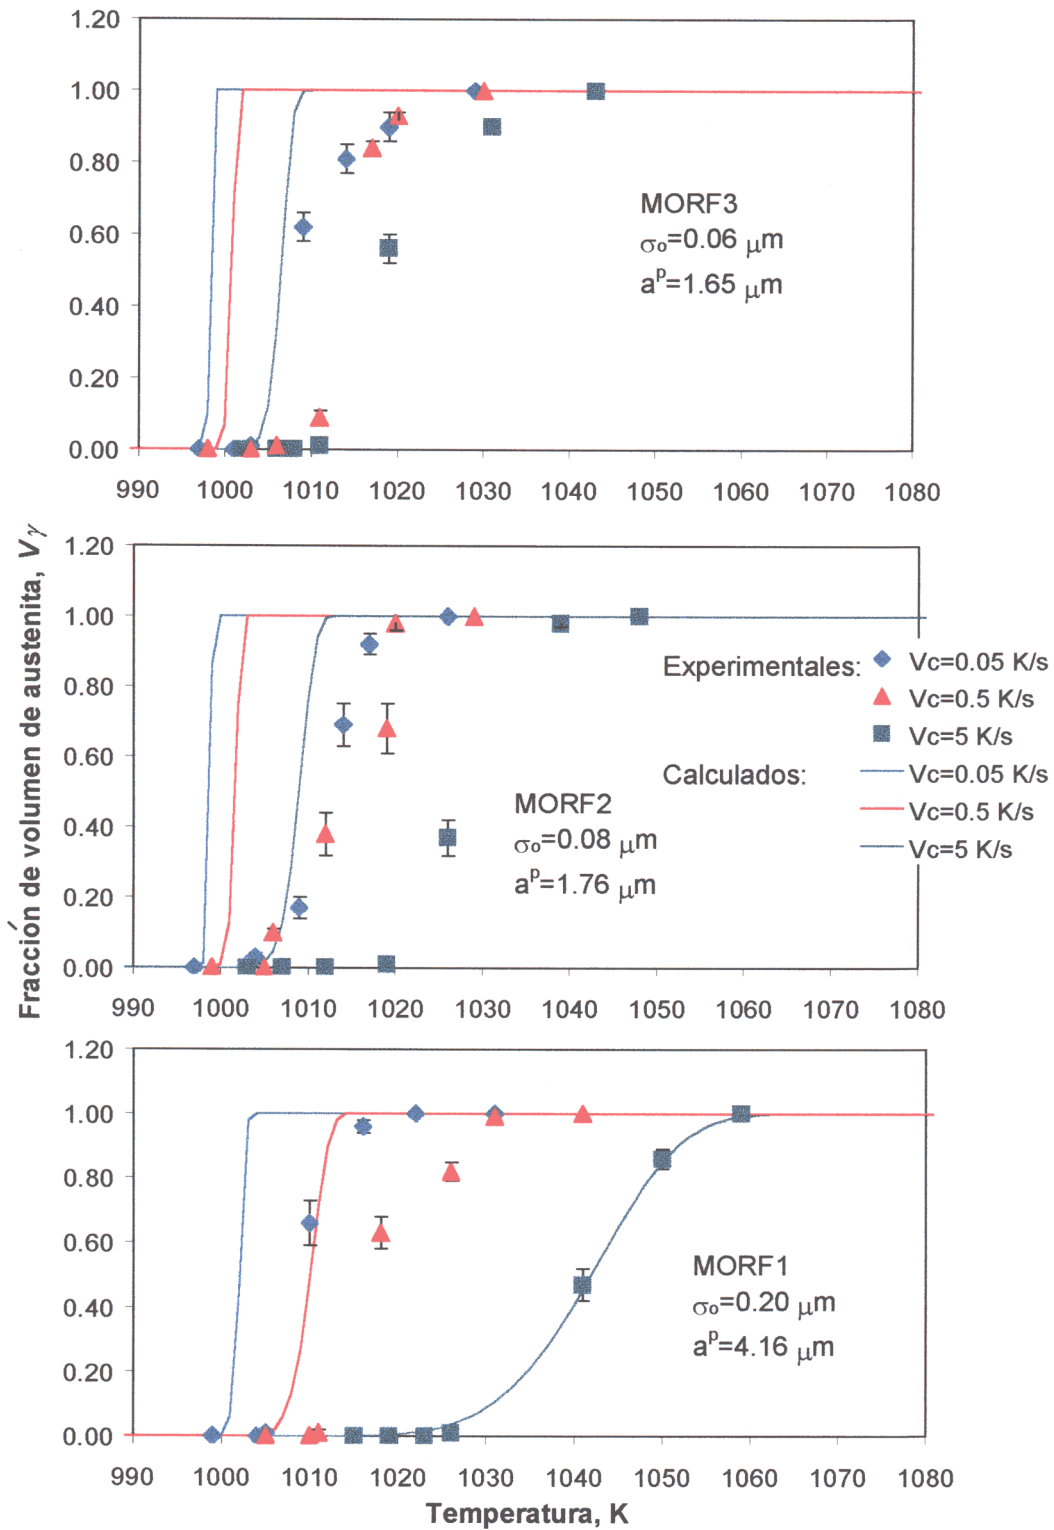 1.20
1.00
0.80
0.60
0.40
0.20
0.00
MORF3
σo=0.06 μm
aᵖ=1.65 μm
990 1000 1010 1020 1030 1040 1050 1060 1070 1080
Fracción de volumen de austenita, Vγ
1.20
1.00
0.80
0.60
0.40
0.20
0.00
Experimentales:
Vc=0.05 K/s
Vc=0.5 K/s
Vc=5 K/s
Calculados:
Vc=0.05 K/s
Vc=0.5 K/s
Vc=5 K/s
MORF2
σo=0.08 μm
aᵖ=1.76 μm
990 1000 1010 1020 1030 1040 1050 1060 1070 1080
1.20
1.00
0.80
0.60
0.40
0.20
0.00
MORF1
σo=0.20 μm
aᵖ=4.16 μm
990 1000 1010 1020 1030 1040 1050 1060 1070 1080
Temperatura, K